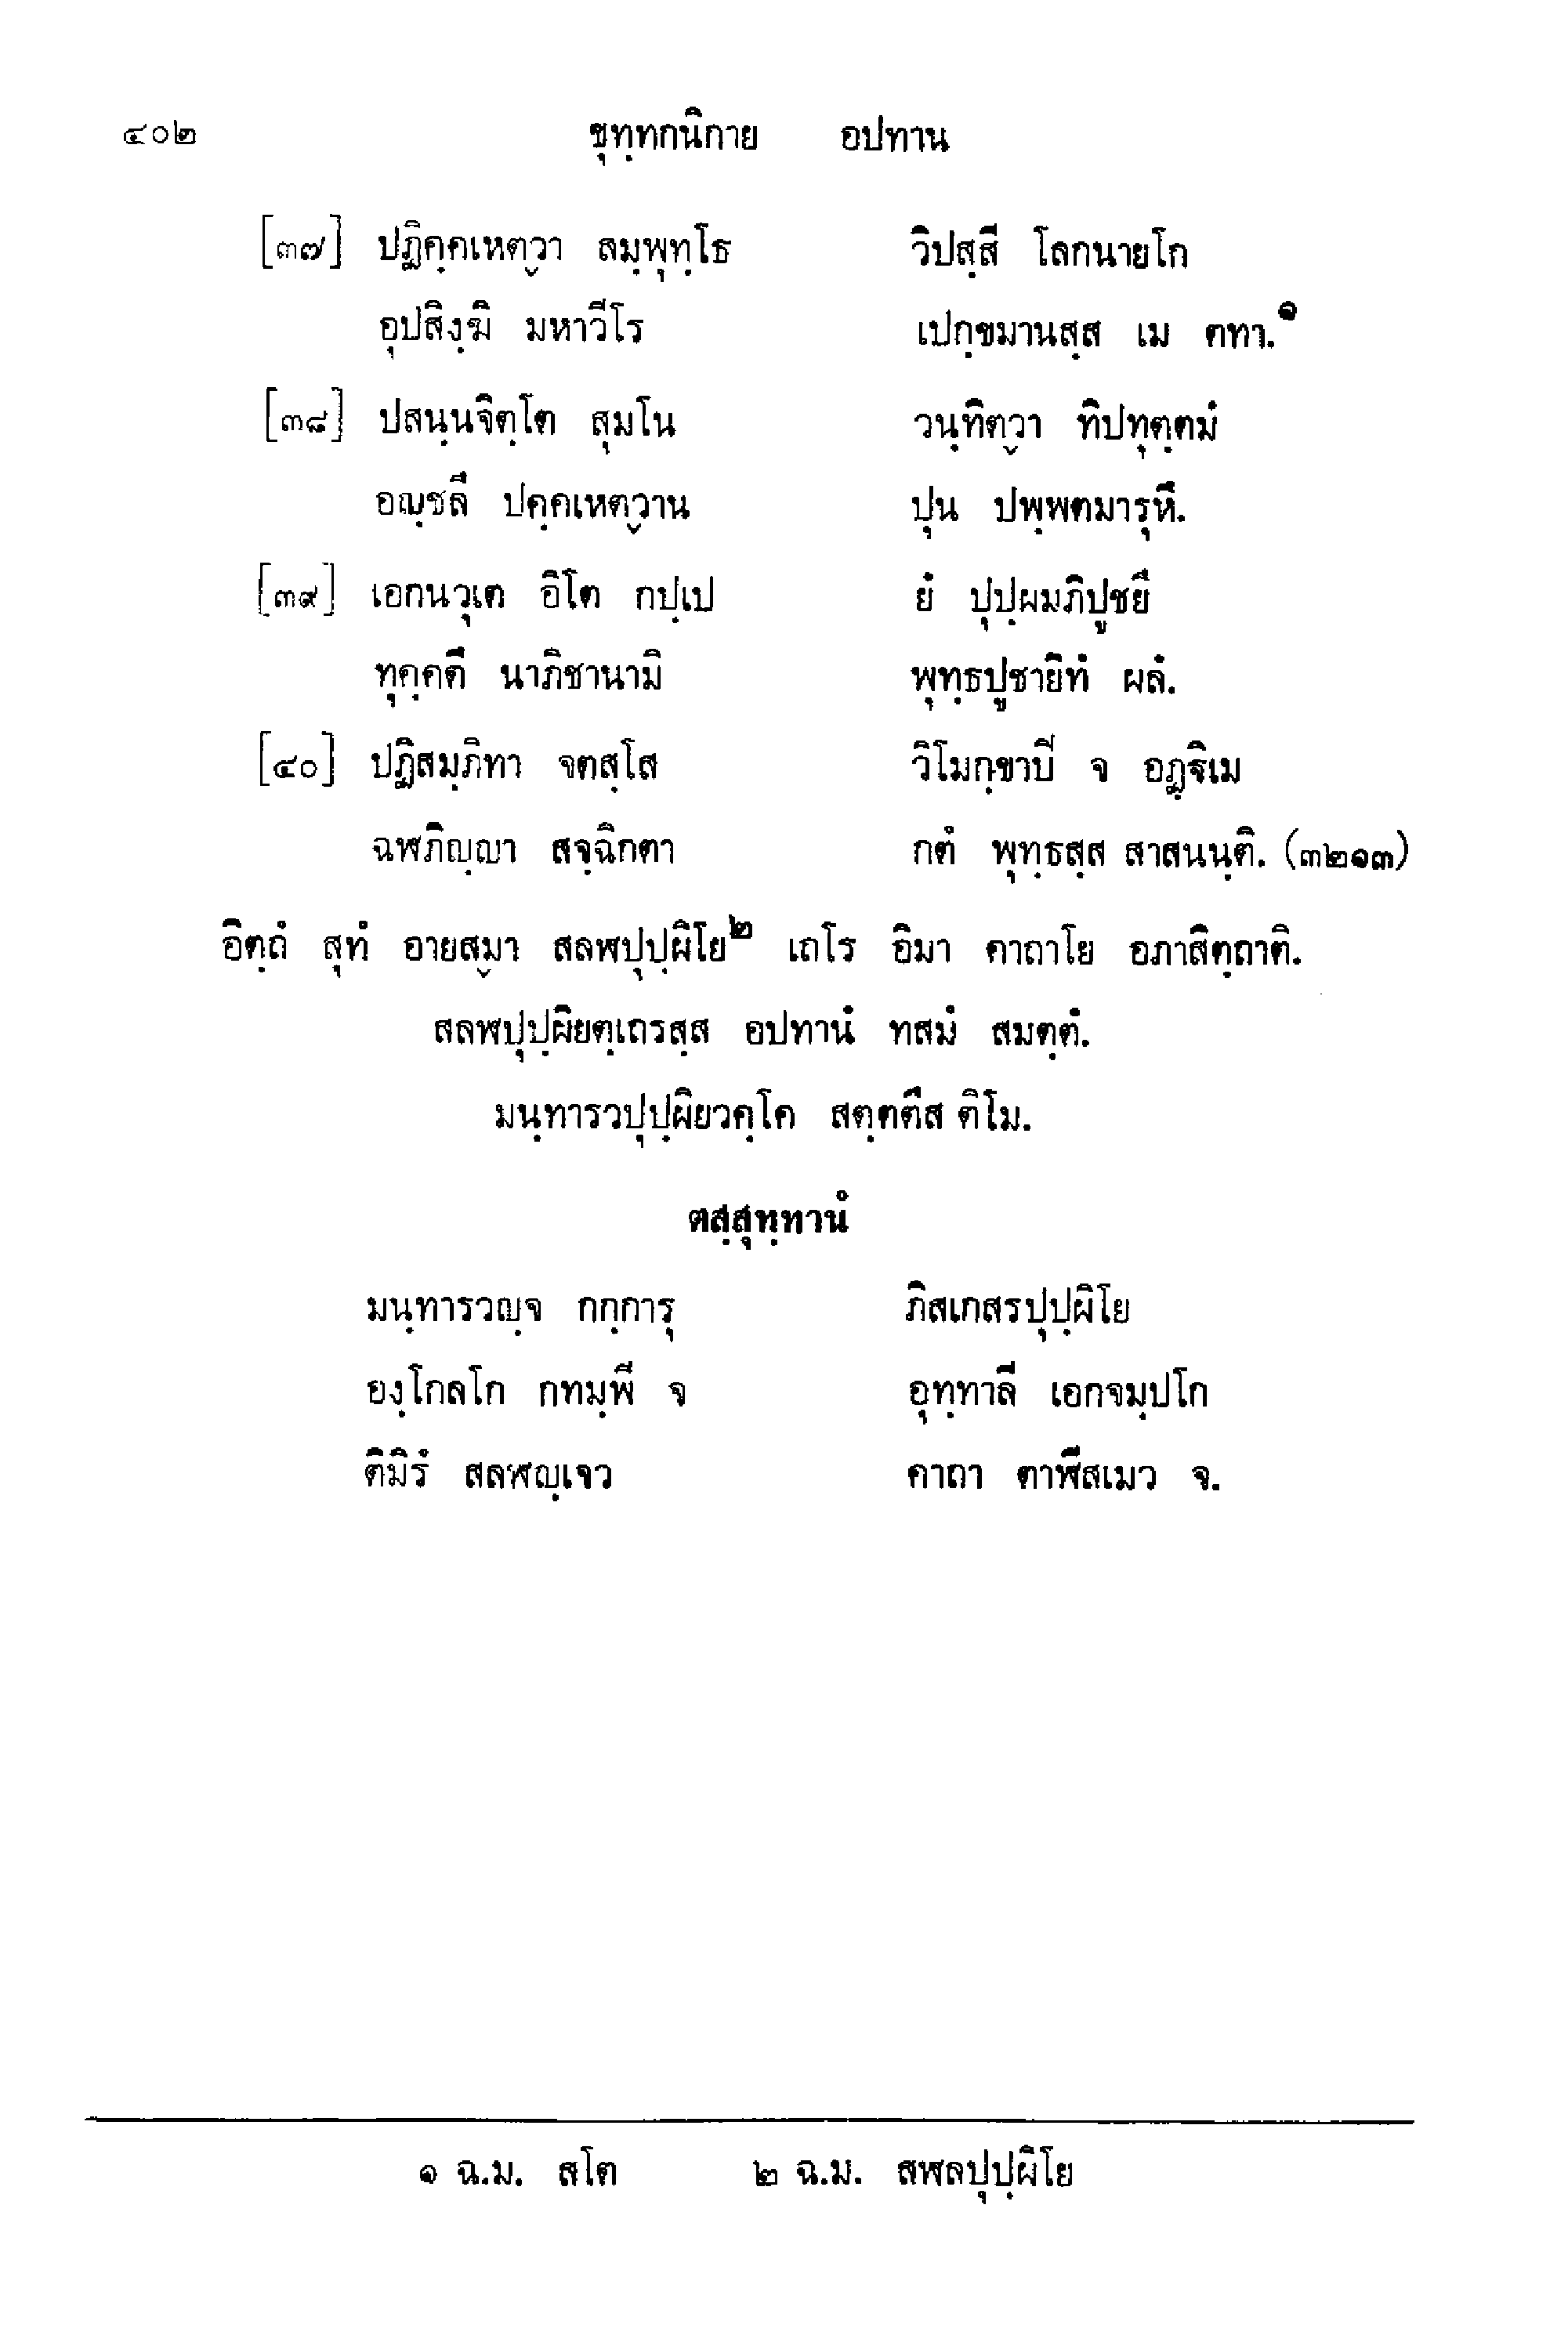 ๔๐๒ ขุทฺทกนิกาย อปทาน
[๓๗] ปฏิคฺคเหตฺวา สมฺพุทฺโธ วิปสฺสี โลกนายโก
อุปสิงฺฆิ มหาวีโร เปกฺขมานสฺส เม ตทา.๑
[๓๘] ปสนฺนจิตฺโต สุมโน วนฺทิตฺวา ทิปทุตฺตมํ
อญฺชลึ ปคฺคเหตฺวาน ปุน ปพฺพตมารุหึ.
[๓๙] เอกนวุเต อิโต กปฺเป ยํ ปุปฺผมภิปูชยึ
ทุคฺคตึ นาภิชานามิ พุทฺธปูชายิทํ ผลํ.
[๔๐] ปฏิสมฺภิทา จตสฺโส วิโมกฺขาปิ จ อฏฺฐิเม
ฉฬภิญฺญา สจฺฉิกตา กตํ พุทฺธสฺส สาสนนฺติ. (๓๒๑๓)
อิตฺถํ สุทํ อายสฺมา สลฬปุปฺผิโย๒ เถโร อิมา คาถาโย อภาสิตฺถาติ.
สลฬปุปฺผิยตฺเถรสฺส อปทานํ ทสมํ สมตฺตํ.
มนฺทารวปุปฺผิยวคฺโค สตฺตตึส ติโม.
ตสฺสุทฺทานํ
มนฺทารวญฺจ กกฺการุ ภิสเกสรปุปฺผิโย
องฺโกลโก กทมฺพี จ อุทฺทาลี เอกจมฺปโก
ติมิรํ สลฬญฺเจว คาถา ตาฬีสเมว จ.
๑ ฉ.ม. สโต ๒ ฉ.ม. สฬลปุปฺผิโย